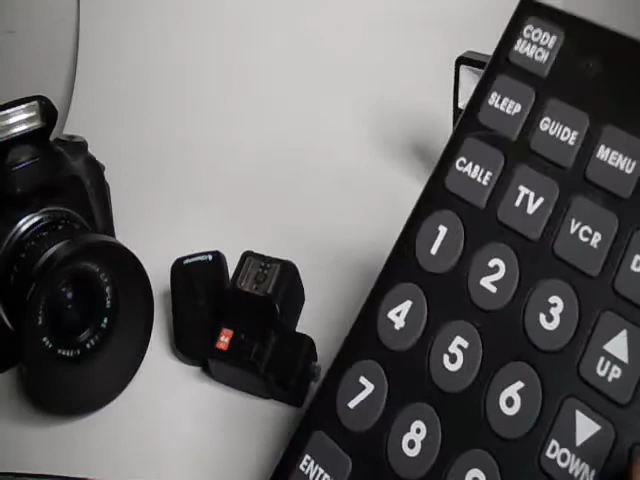 CODE
SEARCH
SLEEP
GUIDE
MENU
CABLE
TV
VCR
1
2
3
4
5
6
UP
7
8
DOWN